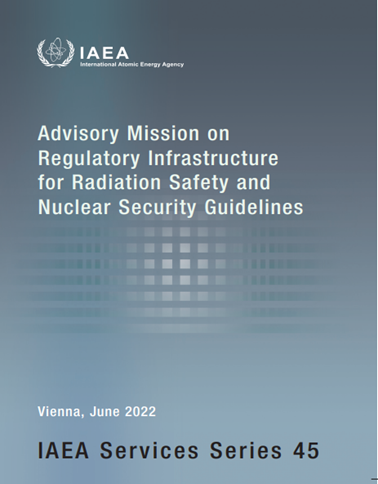 IAEA
International Atomic Energy Agency
Advisory Mission on
Regulatory Infrastructure
for Radiation Safety and
Nuclear Security Guidelines
Vienna, June 2022
IAEA Services Series 45